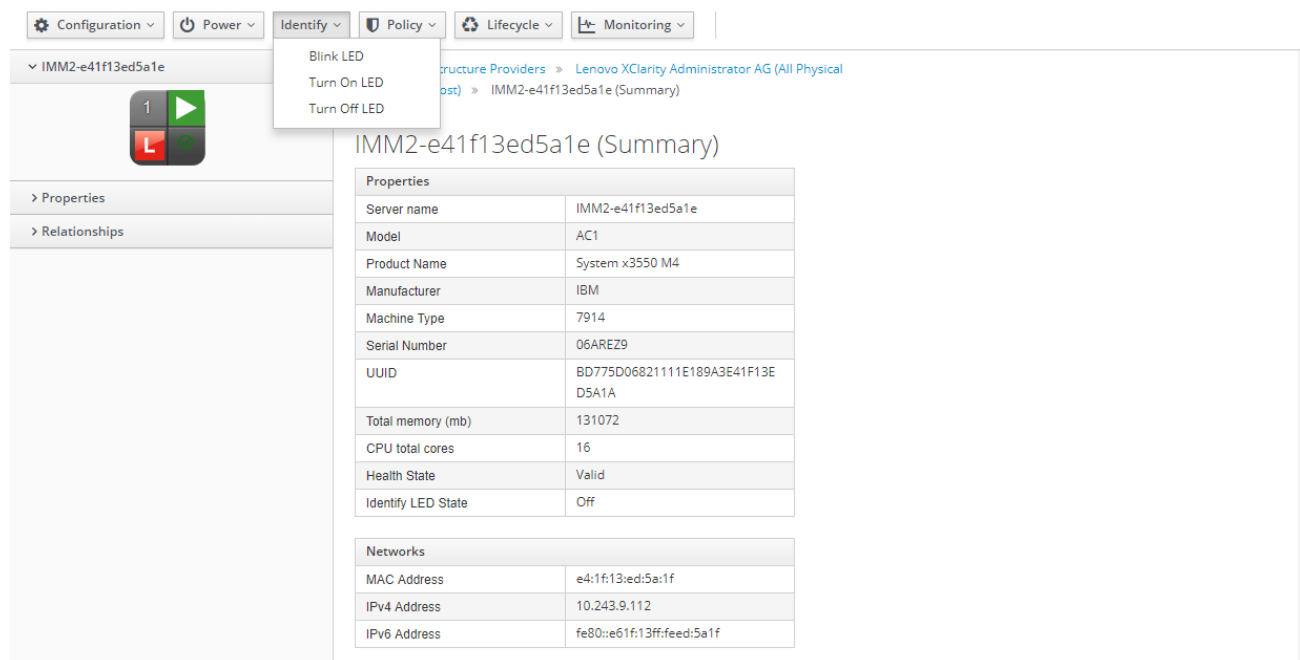 Configuration Power Identify Policy Lifecycle Monitoring
Blink LED
Turn On LED
Turn Off LED
IMM2-e41f13ed5a1e
1
L
Properties
Relationships
Providers » Lenovo XClarity Administrator AG (All Physical
» IMM2-e41f13ed5a1e (Summary)
IMM2-e41f13ed5a1e (Summary)
Properties
Server name IMM2-e41f13ed5a1e
Model AC1
Product Name System x3550 M4
Manufacturer IBM
Machine Type 7914
Serial Number 06AREZ9
UUID BD775D06821111E189A3E41F13E
D5A1A
Total memory (mb) 131072
CPU total cores 16
Health State Valid
Identify LED State Off
Networks
MAC Address e4:1f:13:ed:5a:1f
IPv4 Address 10.243.9.112
IPv6 Address fe80::e61f:13ff:feed:5a1f